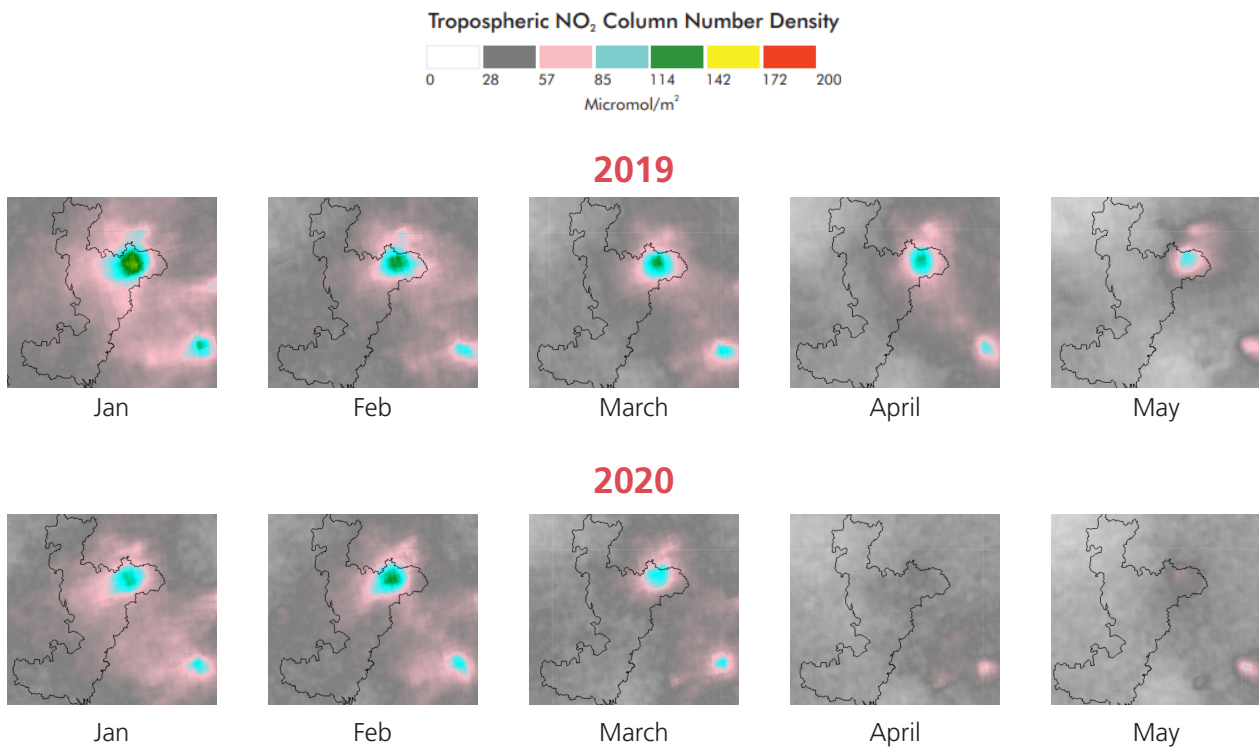 Tropospheric NO₂ Column Number Density
0 28 57 85 114 142 172 200
Micromol/m²
2019
Jan Feb March April May
2020
Jan Feb March April May